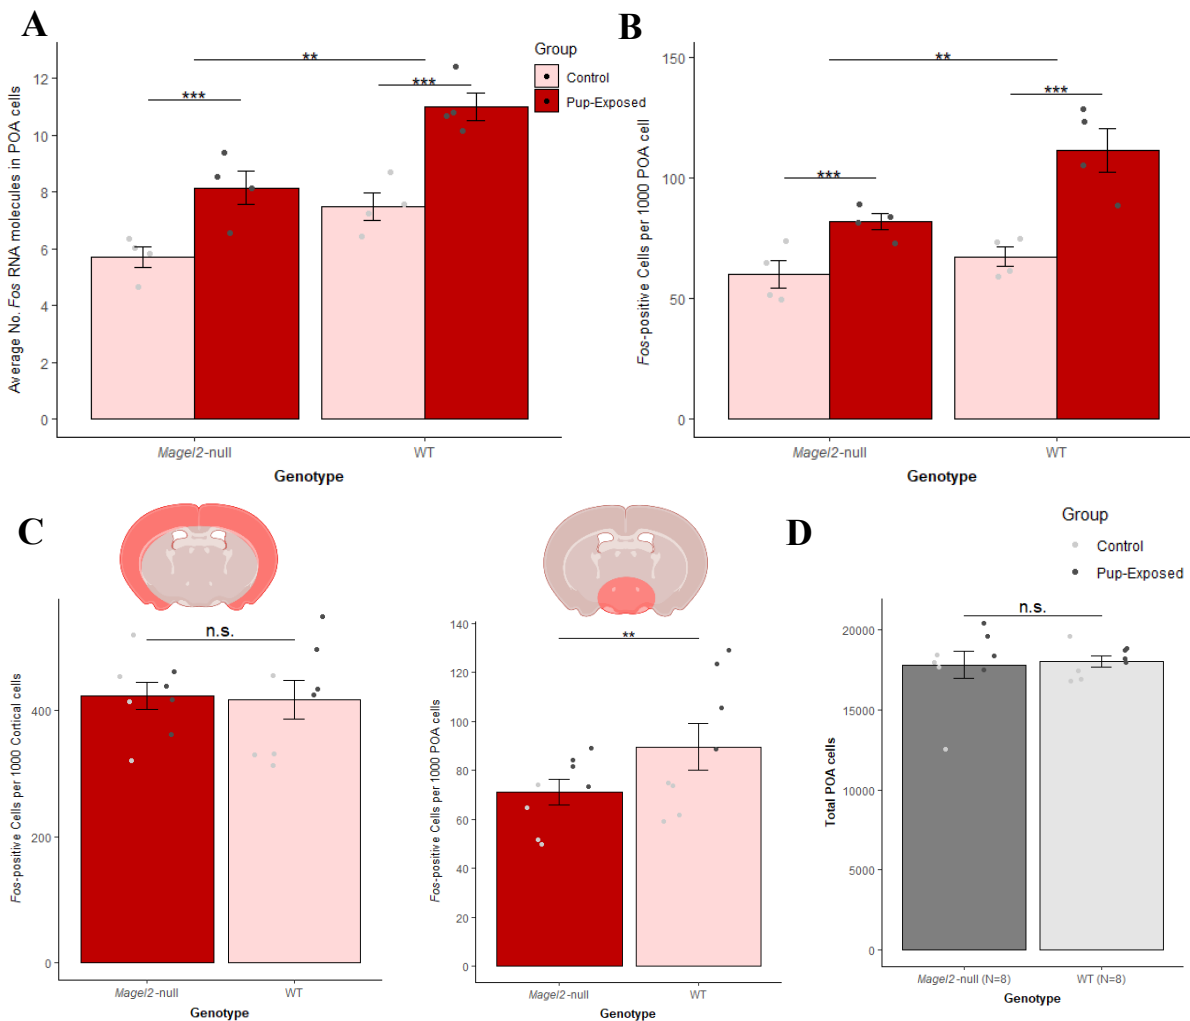 A
Average No. Fos RNA molecules in POA cells
12
10
8
6
4
2
0
**
***
***
Magel2-null
WT
Genotype
Group
Control
Pup-Exposed
B
Fos-positive Cells per 1000 POA cell
150
100
50
0
**
***
***
Magel2-null
WT
Genotype
C
Fos-positive Cells per 1000 Cortical cells
400
200
0
n.s.
Magel2-null
WT
Genotype
Fos-positive Cells per 1000 POA cells
140
120
100
80
60
40
20
0
**
Magel2-null
WT
Genotype
D
Group
Control
Pup-Exposed
Total POA cells
20000
15000
10000
5000
0
n.s.
Magel2-null (N=8)
WT (N=8)
Genotype